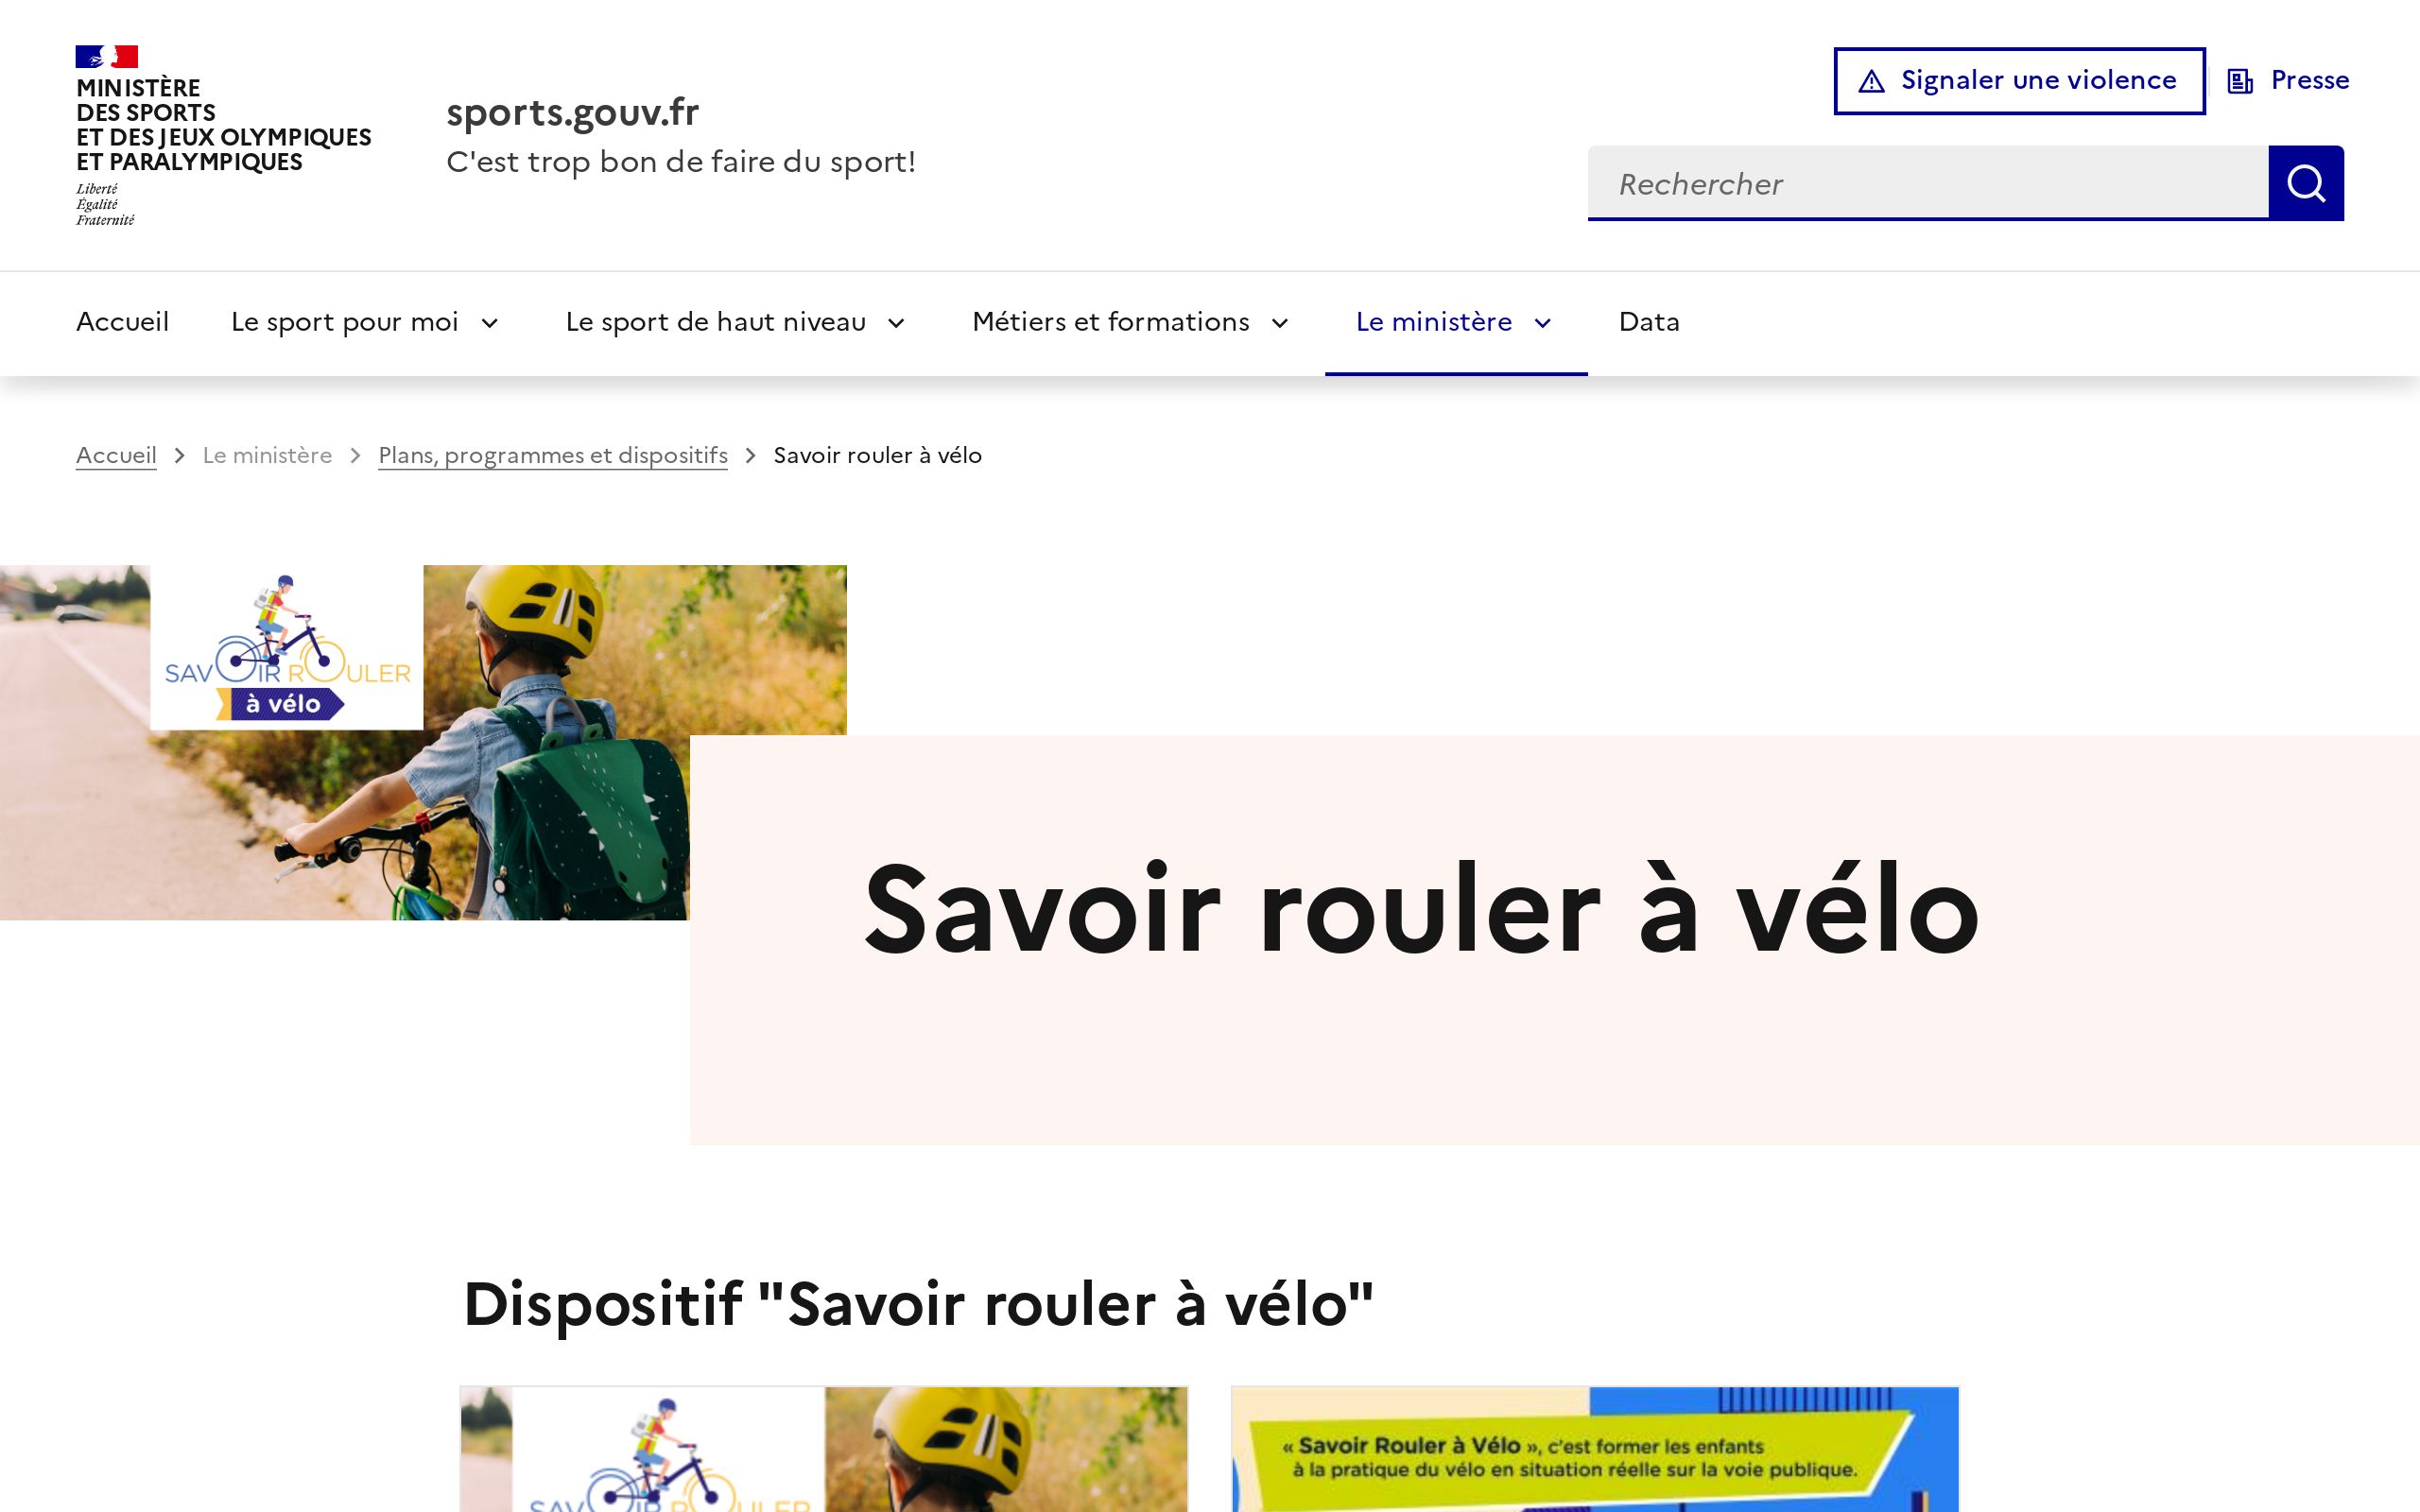 MINISTÈRE
DES SPORTS
ET DES JEUX OLYMPIQUES
ET PARALYMPIQUES
Liberté
Égalité
Fraternité
sports.gouv.fr
C'est trop bon de faire du sport!
Signaler une violence
Presse
Rechercher
Accueil
Le sport pour moi
Le sport de haut niveau
Métiers et formations
Le ministère
Data
Accueil
Le ministère
Plans, programmes et dispositifs
Savoir rouler à vélo
SAVOIR ROULER
à vélo
Savoir rouler à vélo
Dispositif "Savoir rouler à vélo"
SAVOIR ROULER
« Savoir Rouler à Vélo », c'est former les enfants
à la pratique du vélo en situation réelle sur la voie publique.